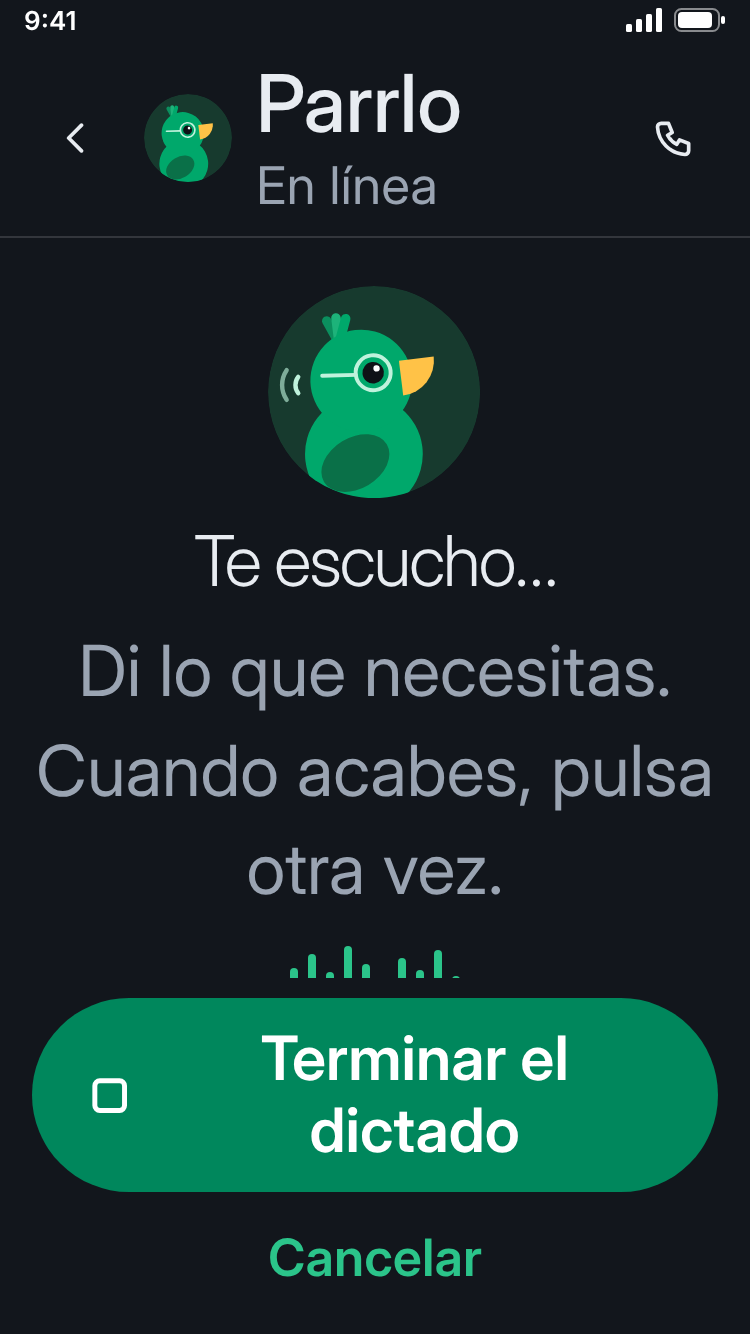 9:41
Parrlo
En línea
Te escucho...
Di lo que necesitas.
Cuando acabes, pulsa
otra vez.
Terminar el
dictado
Cancelar